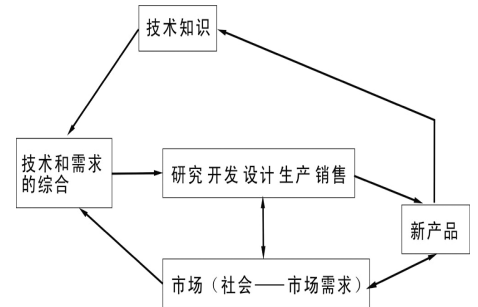 技术知识
技术和需求
的综合
研究 开发 设计 生产 销售
新产品
市场（社会——市场需求）